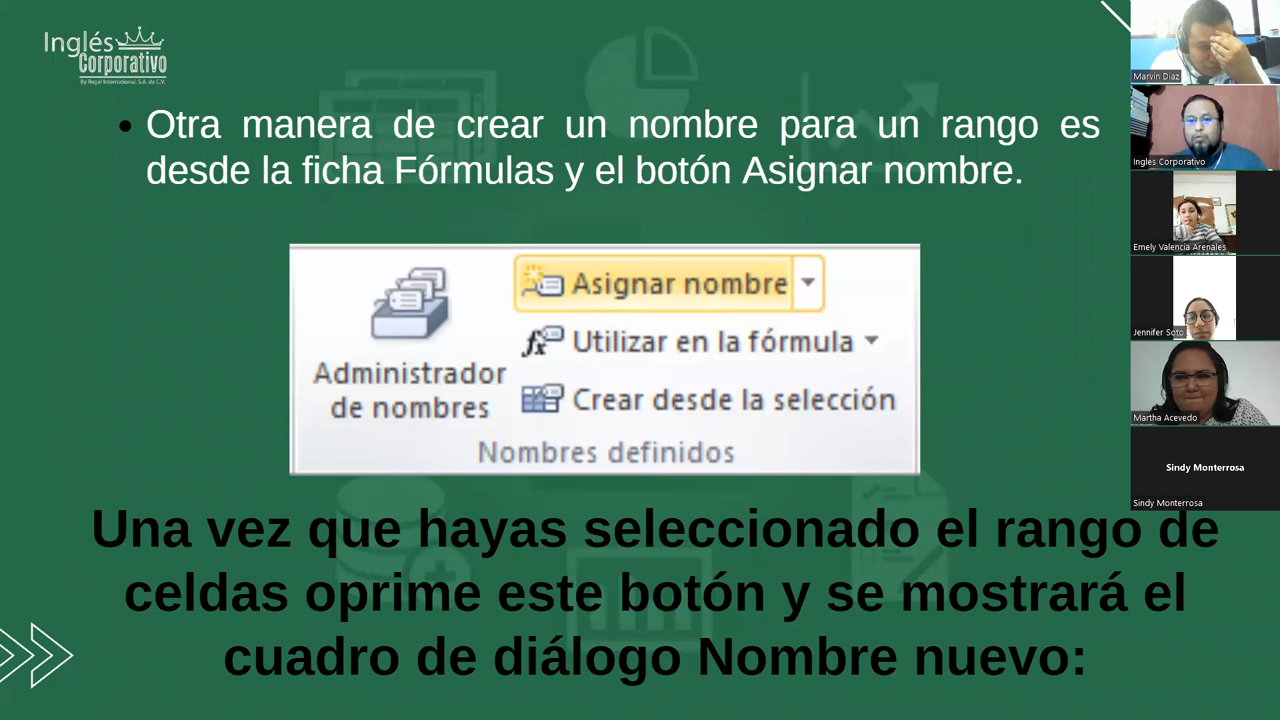 Inglés
Corporativo
By Regal International, S.A. de C.V.
• Otra manera de crear un nombre para un rango es
desde la ficha Fórmulas y el botón Asignar nombre.
Asignar nombre
Utilizar en la fórmula
Crear desde la selección
Administrador
de nombres
Nombres definidos
Una vez que hayas seleccionado el rango de
celdas oprime este botón y se mostrará el
cuadro de diálogo Nombre nuevo:
Marvin Diaz
Ingles Corporativo
Emely Valencia Arenales
Jennifer Soto
Martha Acevedo
Sindy Monterrosa
Sindy Monterrosa